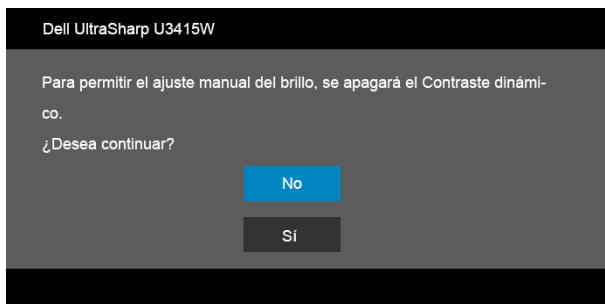 Dell UltraSharp U3415W
Para permitir el ajuste manual del brillo, se apagará el Contraste dinámi-
co.
¿Desea continuar?
No
Sí